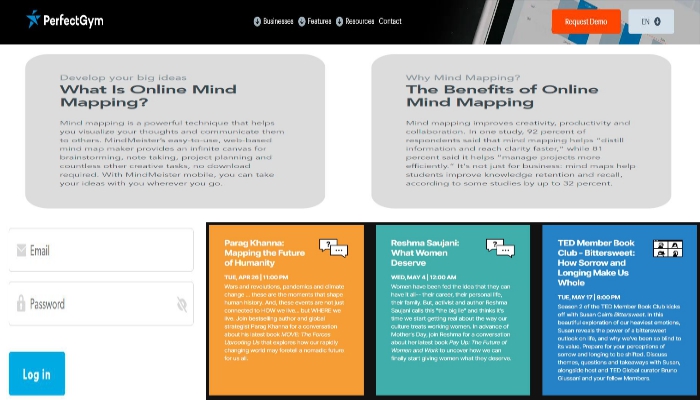 PerfectGym
Businesses
Features
Resources
Contact
Request Demo
EN
Develop your big ideas
What Is Online Mind
Mapping?
Mind mapping is a powerful technique that helps
you visualize your thoughts and communicate them
to others. MindMeister's easy-to-use, web-based
mind map maker provides an infinite canvas for
brainstorming, note taking, project planning and
countless other creative tasks, no download
required. With MindMeister mobile, you can take
your ideas with you wherever you go.
Why Mind Mapping?
The Benefits of Online
Mind Mapping
Mind mapping improves creativity, productivity and
collaboration. In one study, 92 percent of
respondents said that mind mapping helps "distill
information and reach clarity faster," while 81
percent said it helps "manage projects more
efficiently." It's not just for business: mind maps help
students improve knowledge retention and recall,
according to some studies by up to 32 percent.
Email
Password
Log in
Parag Khanna:
Mapping the Future
of Humanity
TUE, APR 26 | 11:00 PM
Wars and revolutions, pandemics and climate
change ... these are the moments that shape
human history. And, these events are not just
connected to HOW we live... but WHERE we
live. Join bestselling author and global
strategist Parag Khanna for a conversation
about his latest book MOVE: The Forces
Uprooting Us that explores how our rapidly
changing world may foretell a nomadic future
for us all.
Reshma Saujani:
What Women
Deserve
WED, MAY 4 | 12:00 AM
Women have been fed the idea that they can
have it all— their career, their personal life,
their family. But, activist and author Reshma
Saujani calls this "the big lie" and thinks it's
time we start getting real about the way our
culture treats working women. In advance of
Mother's Day, join Reshma for a conversation
about her latest book Pay Up: The Future of
Women and Work to uncover how we can
finally start giving women what they deserve.
TED Member Book
Club - Bittersweet:
How Sorrow and
Longing Make Us
Whole
TUE, MAY 17 | 8:00 PM
Season 2 of the TED Member Book Club kicks
off with Susan Cain's Bittersweet. In this
beautiful exploration of our heaviest emotions,
Susan reveals the power of a bittersweet
outlook on life, and why we've been so blind to
its value. Prepare for your perceptions of
sorrow and longing to be shifted. Discuss
themes, questions and takeaways with Susan,
alongside host and TED Global curator Bruno
Giussani and your fellow Members.